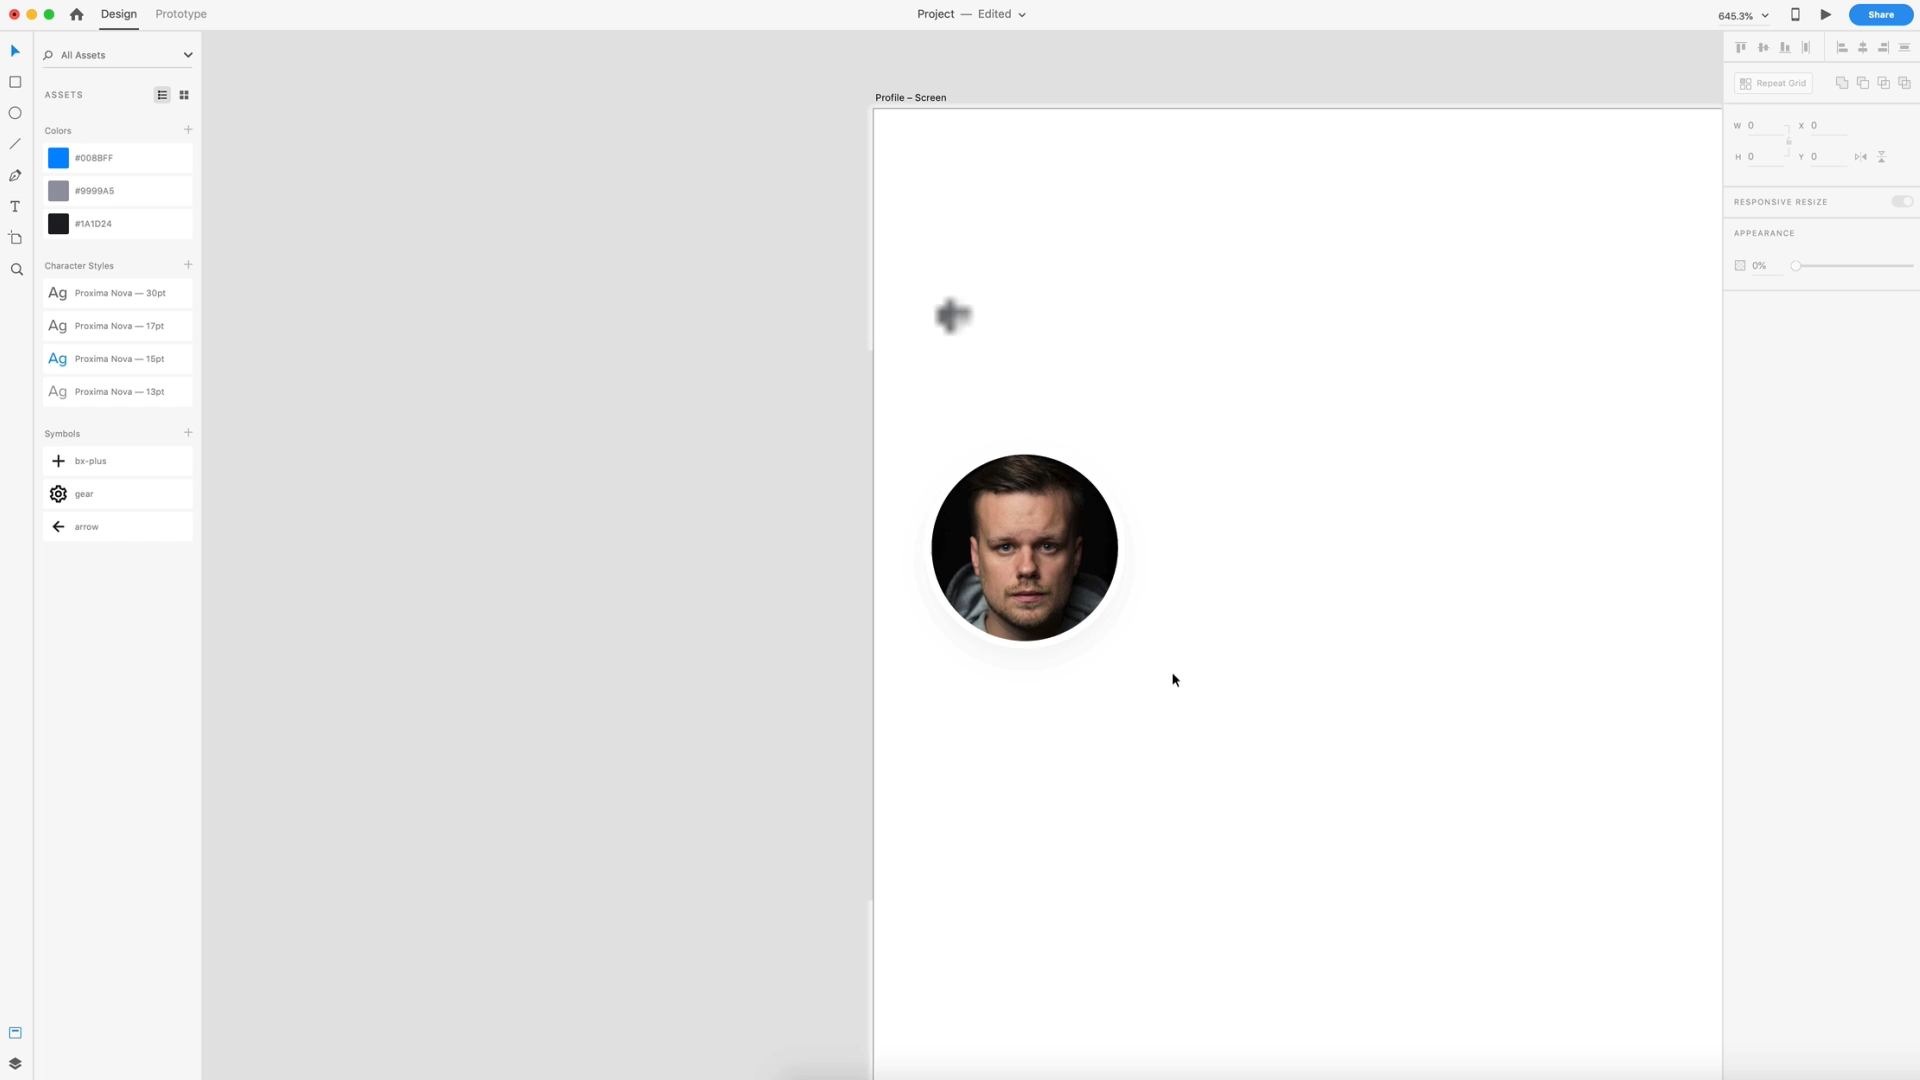 Design
Prototype
Project — Edited
645.3%
Share
All Assets
ASSETS
Colors
#008BFF
#9999A5
#1A1D24
Character Styles
Ag Proxima Nova — 30pt
Ag Proxima Nova — 17pt
Ag Proxima Nova — 15pt
Ag Proxima Nova — 13pt
Symbols
bx-plus
gear
arrow
Profile – Screen
Repeat Grid
W 0 X 0
H 0 Y 0
RESPONSIVE RESIZE
APPEARANCE
0%